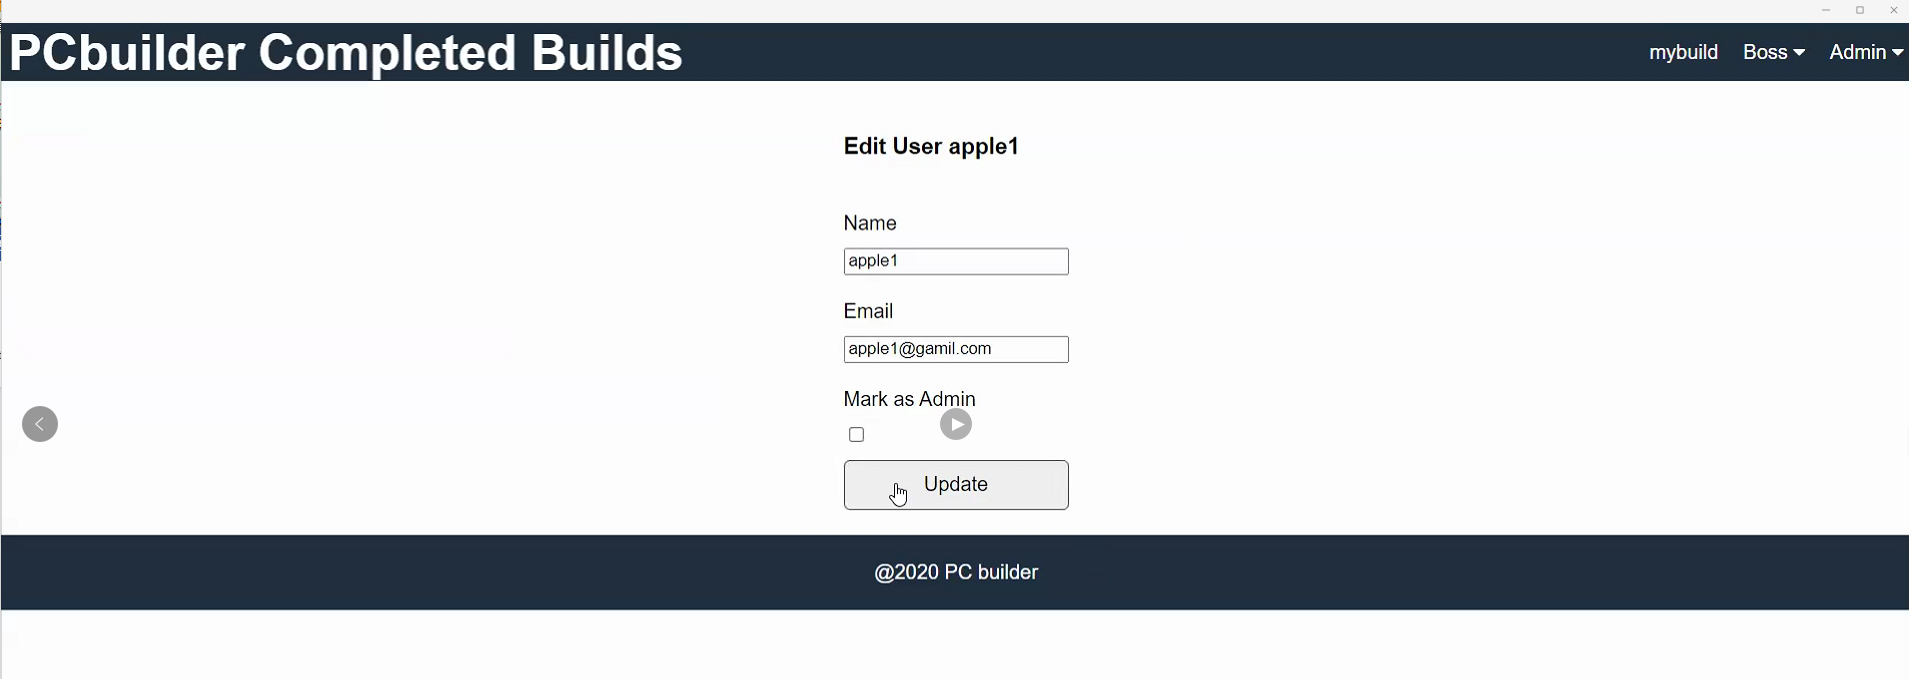 PCbuilder Completed Builds
mybuild Boss Admin
Edit User apple1
Name
apple1
Email
apple1@gamil.com
Mark as Admin
Update
@2020 PC builder